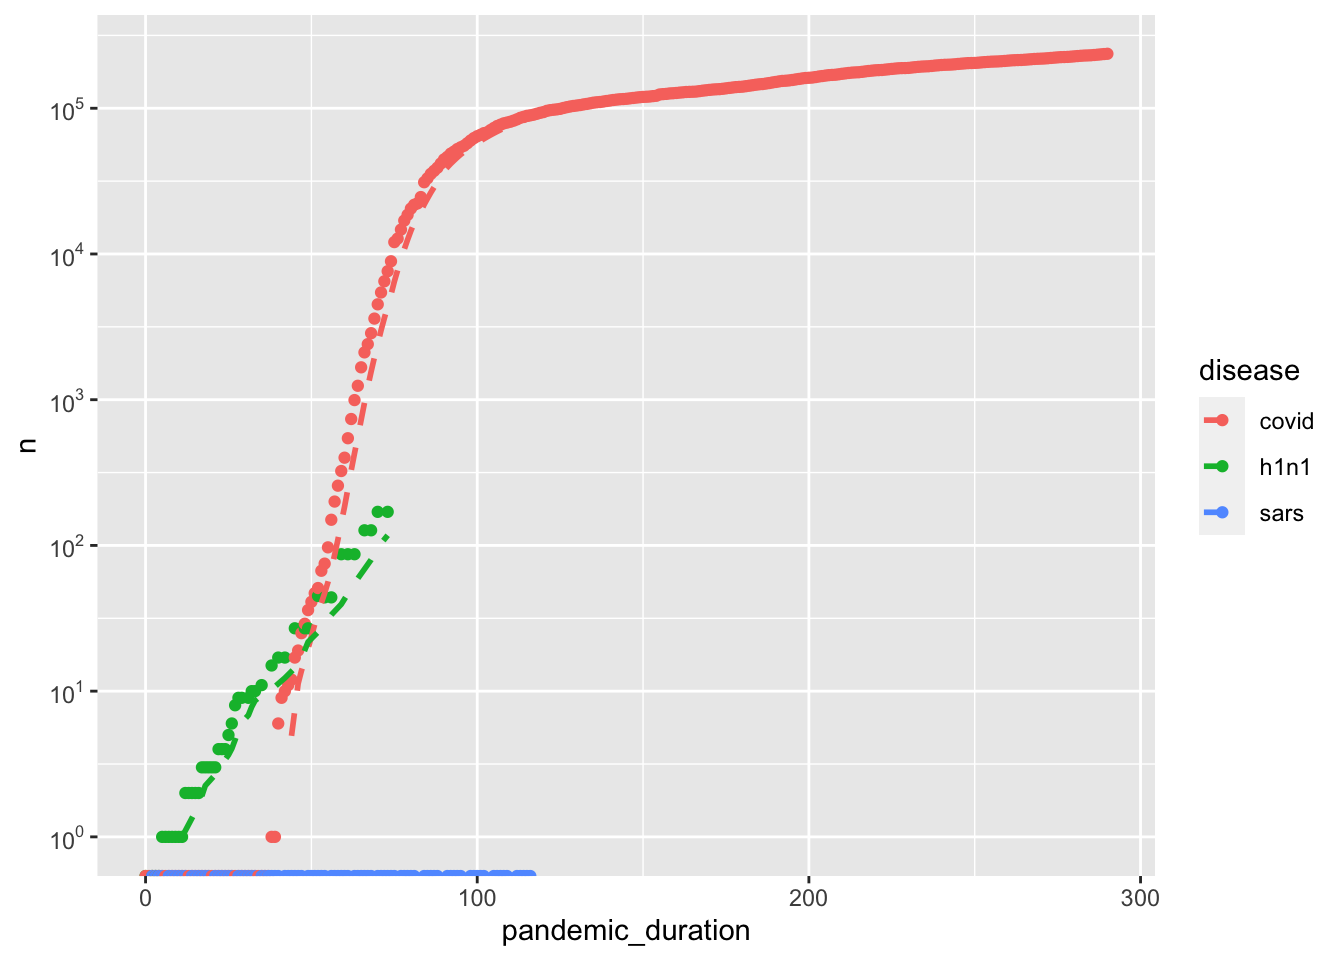 10⁵
10⁴
10³
10²
10¹
10⁰
n
0 100 200 300
pandemic_duration
disease
covid
h1n1
sars